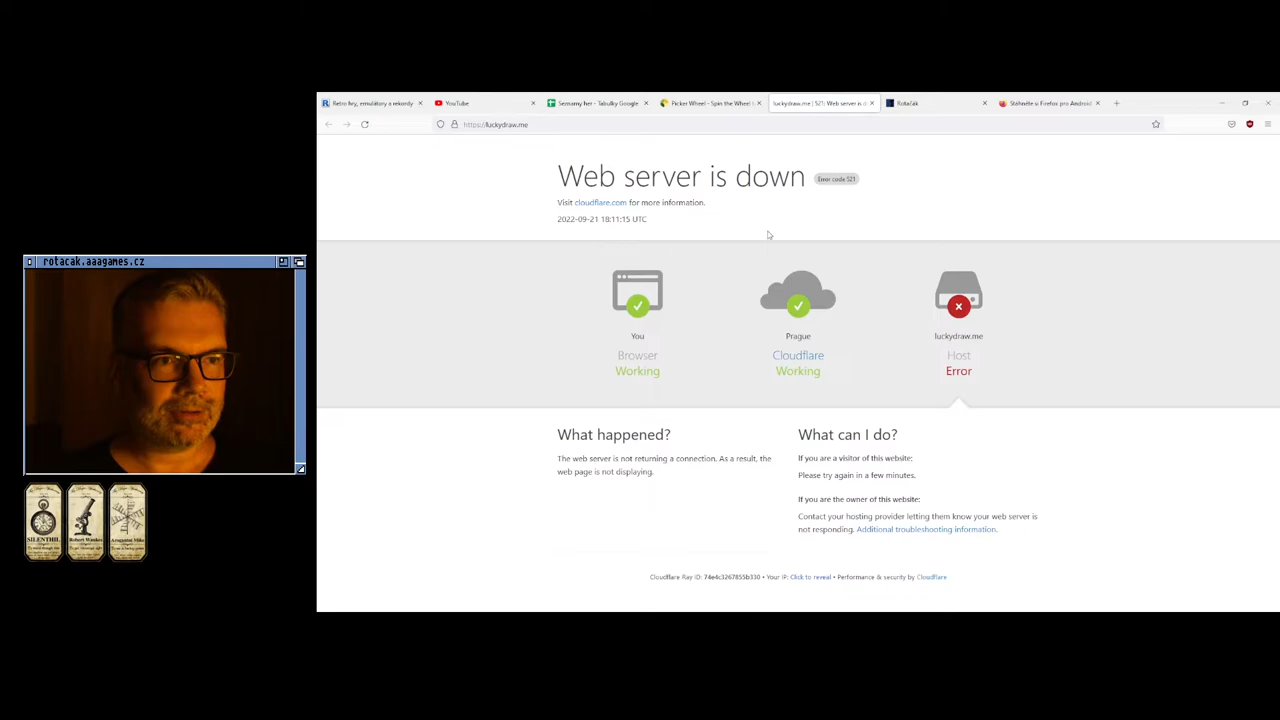 Retro hry, emulátory a rekordy
YouTube
Seznamy her - Tabulky Google
Picker Wheel - Spin the Wheel t
luckydraw.me | 521: Web server is d
Rotačák
Stáhněte si Firefox pro Android
https://luckydraw.me
Web server is down
Error code 521
Visit cloudflare.com for more information.
2022-09-21 18:11:15 UTC
rotacak.aaagames.cz
You
Browser
Working
Prague
Cloudflare
Working
luckydraw.me
Host
Error
What happened?
The web server is not returning a connection. As a result, the
web page is not displaying.
What can I do?
If you are a visitor of this website:
Please try again in a few minutes.
If you are the owner of this website:
Contact your hosting provider letting them know your web server is
not responding. Additional troubleshooting information.
SILENTHIL
Cloudflare Ray ID: 74e4c3267855b330 • Your IP: Click to reveal • Performance & security by Cloudflare